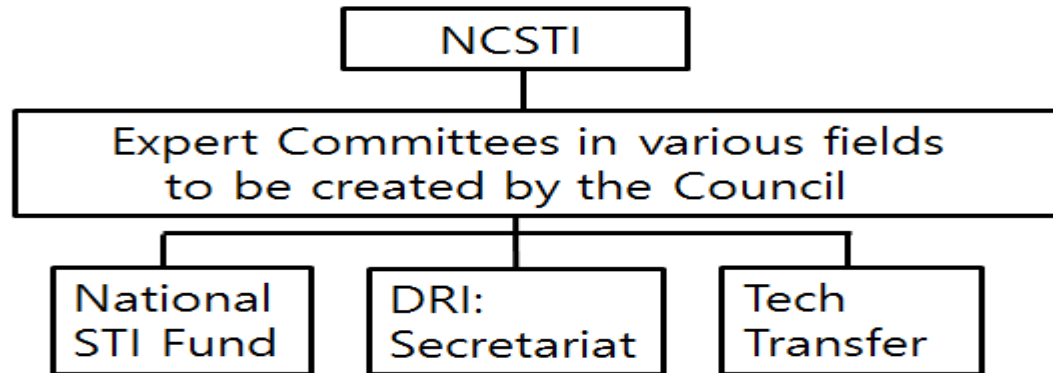 NCSTI
Expert Committees in various fields
to be created by the Council
National
STI Fund
DRI:
Secretariat
Tech
Transfer